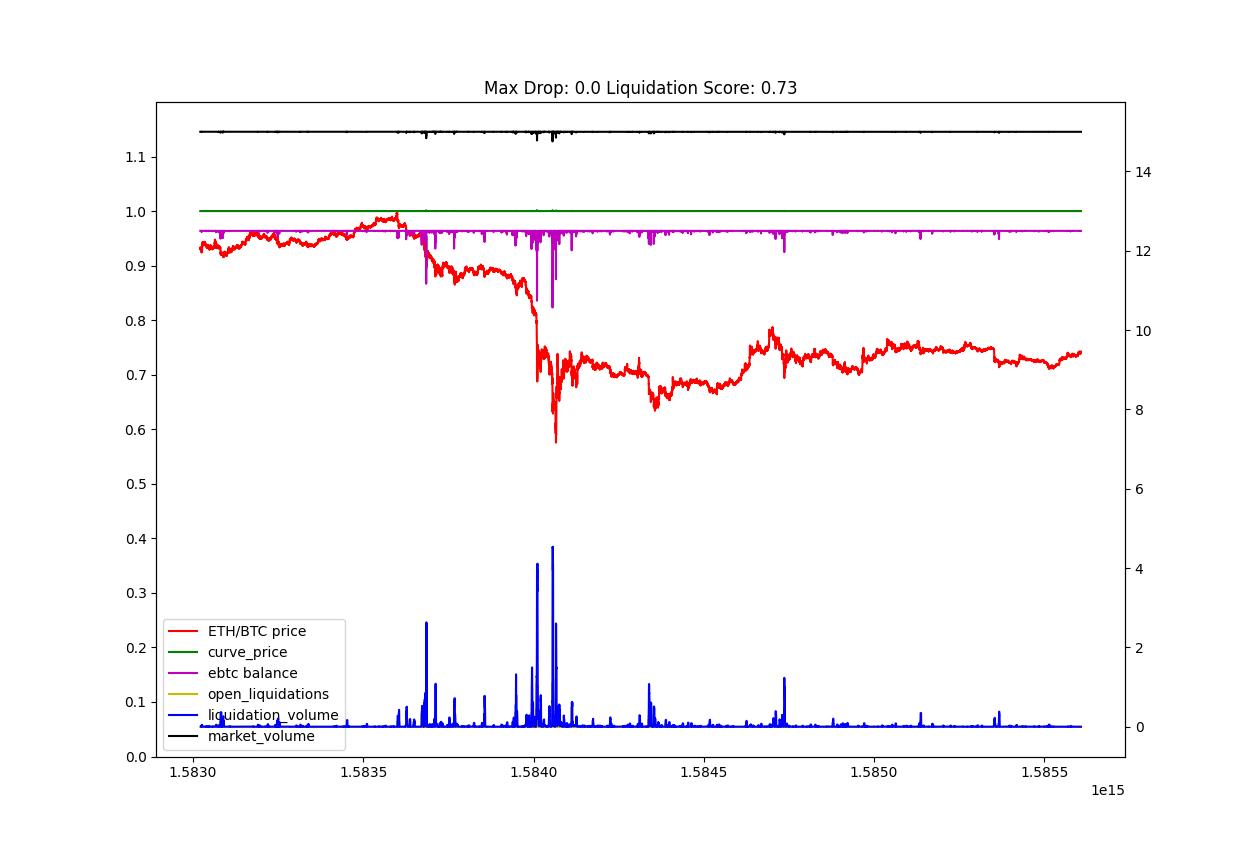 Max Drop: 0.0 Liquidation Score: 0.73
1.1
1.0
0.9
0.8
0.7
0.6
0.5
0.4
0.3
0.2
0.1
0.0
14
12
10
8
6
4
2
0
ETH/BTC price
curve_price
ebtc balance
open_liquidations
liquidation_volume
market_volume
1.5830 1.5835 1.5840 1.5845 1.5850 1.5855
1e15